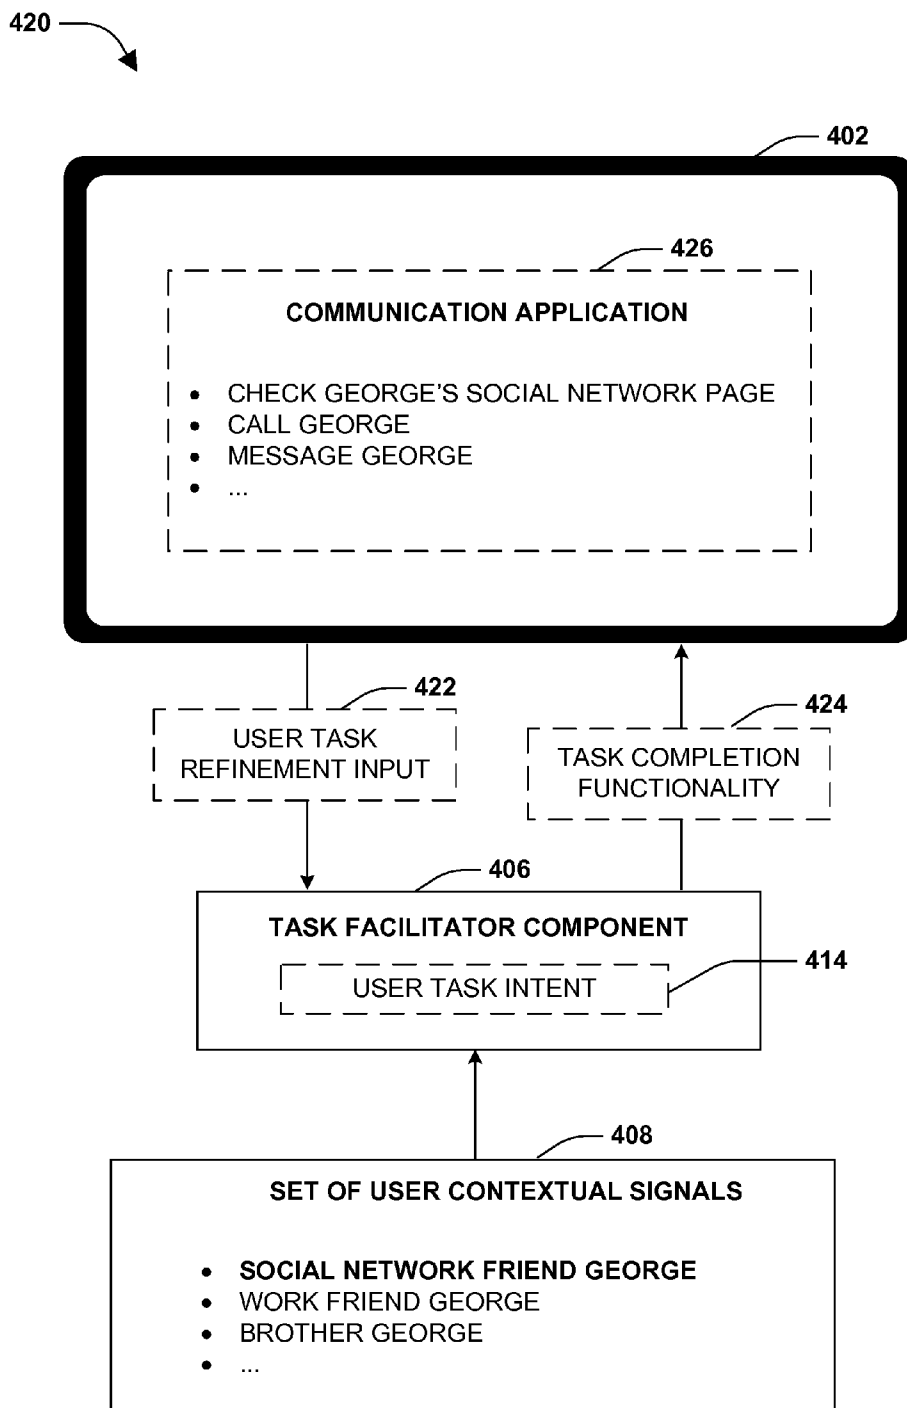 420
402
426
COMMUNICATION APPLICATION
• CHECK GEORGE'S SOCIAL NETWORK PAGE
• CALL GEORGE
• MESSAGE GEORGE
• ...
422
USER TASK
REFINEMENT INPUT
424
TASK COMPLETION
FUNCTIONALITY
406
TASK FACILITATOR COMPONENT
414
USER TASK INTENT
408
SET OF USER CONTEXTUAL SIGNALS
• SOCIAL NETWORK FRIEND GEORGE
• WORK FRIEND GEORGE
• BROTHER GEORGE
• ...